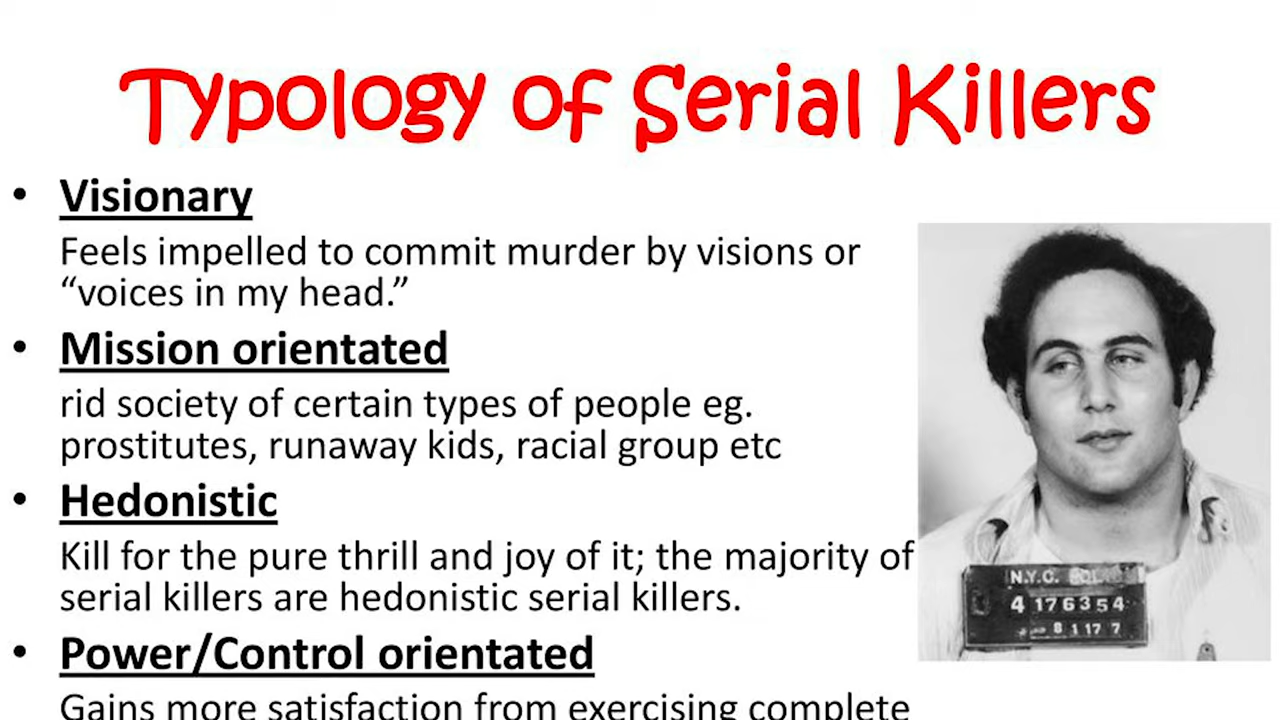 Typology of Serial Killers
• Visionary
Feels impelled to commit murder by visions or
“voices in my head.”
• Mission orientated
rid society of certain types of people eg.
prostitutes, runaway kids, racial group etc
• Hedonistic
Kill for the pure thrill and joy of it; the majority of
serial killers are hedonistic serial killers.
• Power/Control orientated
Gains more satisfaction from exercising complete
N.Y.C.
4 176354
8 1 17 7